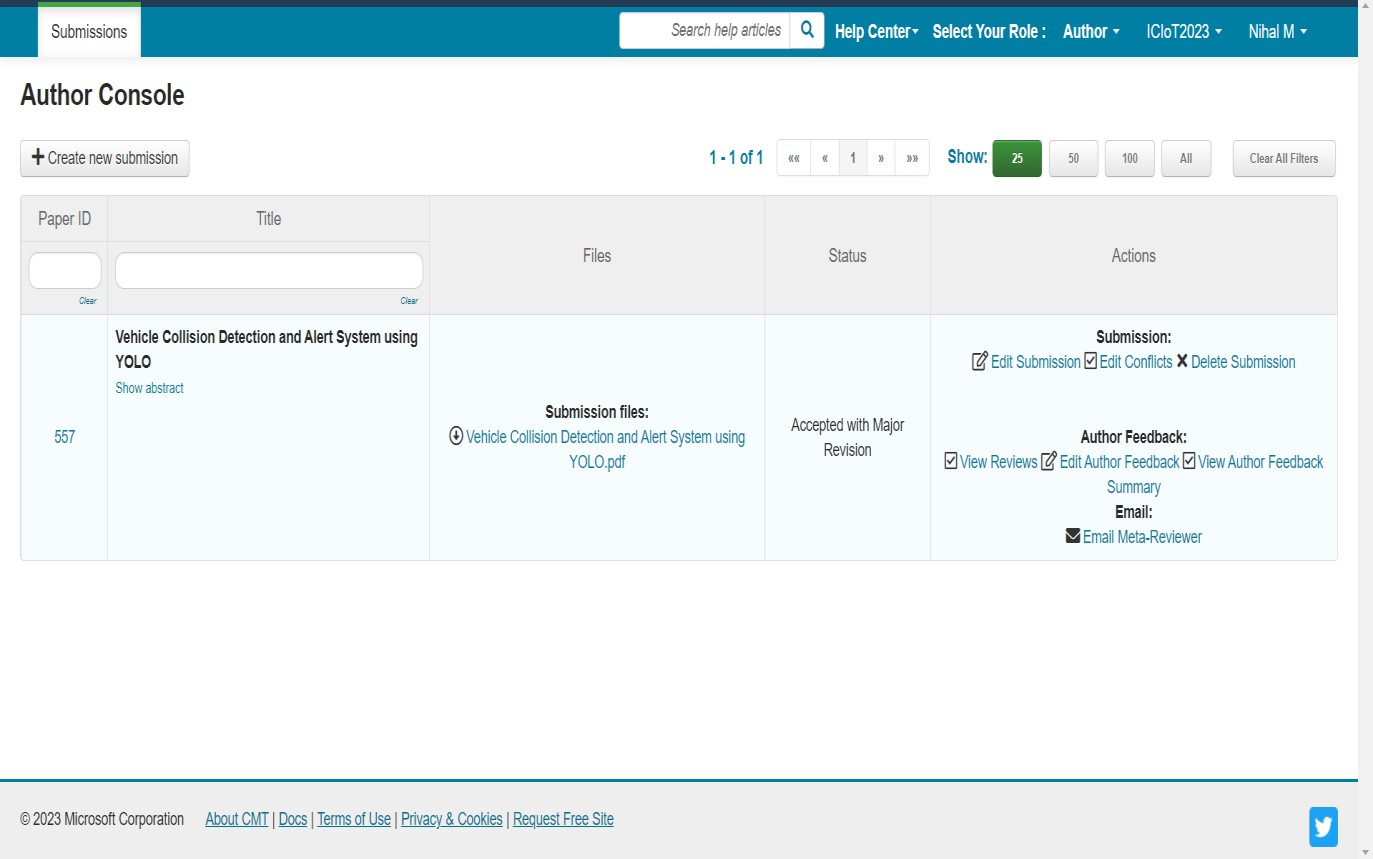 Submissions
Search help articles
Help Center
Select Your Role :
Author
ICIoT2023
Nihal M
Author Console
Create new submission
1 - 1 of 1
«« « 1 » »»
Show:
25
50
100
All
Clear All Filters
Paper ID
Title
Files
Status
Actions
Clear
Clear
557
Vehicle Collision Detection and Alert System using
YOLO
Show abstract
Submission files:
Vehicle Collision Detection and Alert System using
YOLO.pdf
Accepted with Major
Revision
Submission:
Edit Submission Edit Conflicts Delete Submission
Author Feedback:
View Reviews Edit Author Feedback View Author Feedback
Summary
Email:
Email Meta-Reviewer
© 2023 Microsoft Corporation About CMT | Docs | Terms of Use | Privacy & Cookies | Request Free Site